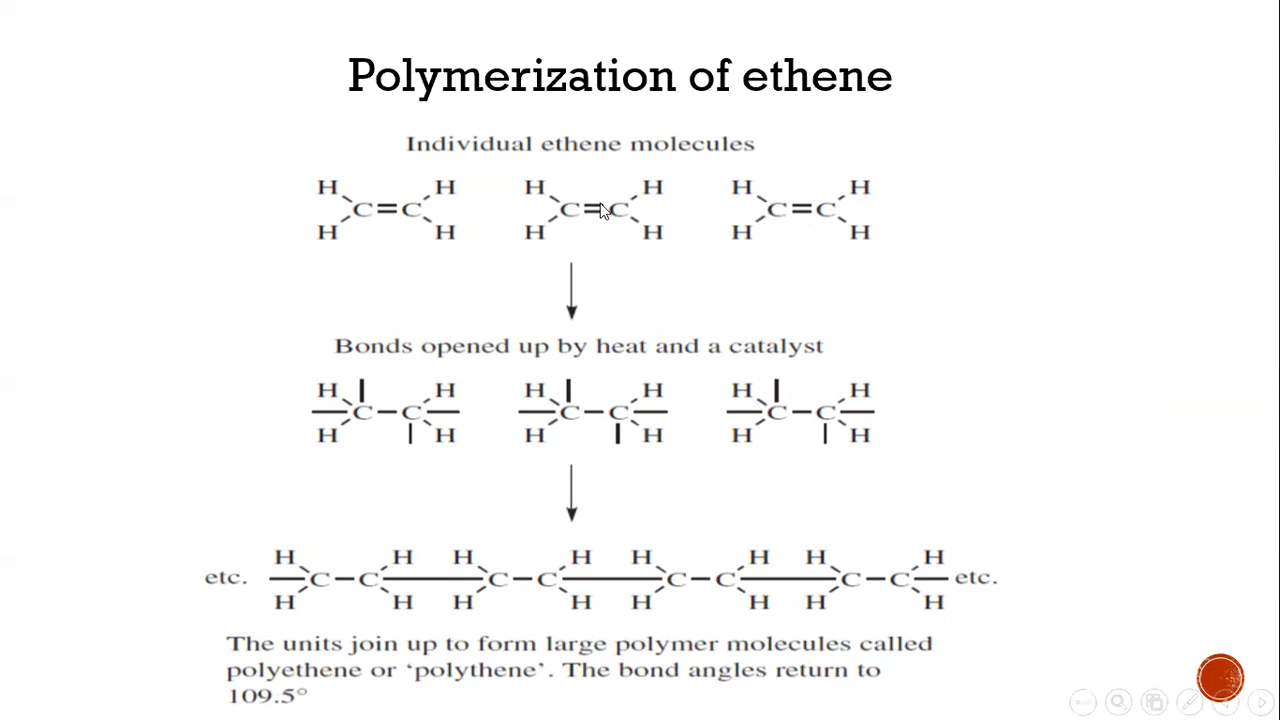 Polymerization of ethene
Individual ethene molecules
H H H H H H
C=C C=C C=C
H H H H H H
Bonds opened up by heat and a catalyst
H H H H H H
C–C C–C C–C
H H H H H H
H H H H H H H H
etc. –C–C––C–C––C–C––C–C– etc.
H H H H H H H H
The units join up to form large polymer molecules called
polyethene or ‘polythene’. The bond angles return to
109.5°